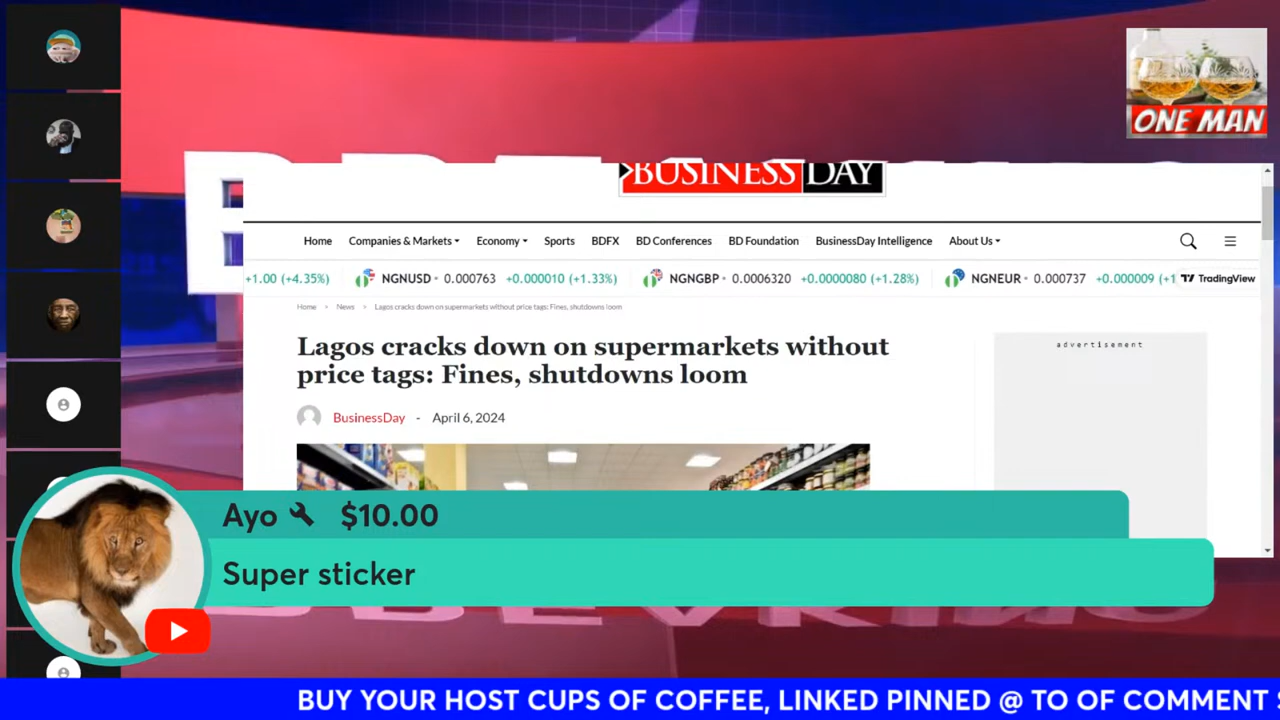 ONE MAN
BUSINESS DAY
Home Companies & Markets Economy Sports BDFX BD Conferences BD Foundation BusinessDay Intelligence About Us
+1.00 (+4.35%) NGNUSD 0.000763 +0.000010 (+1.33%) NGNGBP 0.0006320 +0.0000080 (+1.28%) NGNEUR 0.000737 +0.000009 (+1 TradingView
Home > News > Lagos cracks down on supermarkets without price tags: Fines, shutdowns loom
Lagos cracks down on supermarkets without
price tags: Fines, shutdowns loom
advertisement
BusinessDay - April 6, 2024
Ayo $10.00
Super sticker
BUY YOUR HOST CUPS OF COFFEE, LINKED PINNED @ TO OF COMMENT